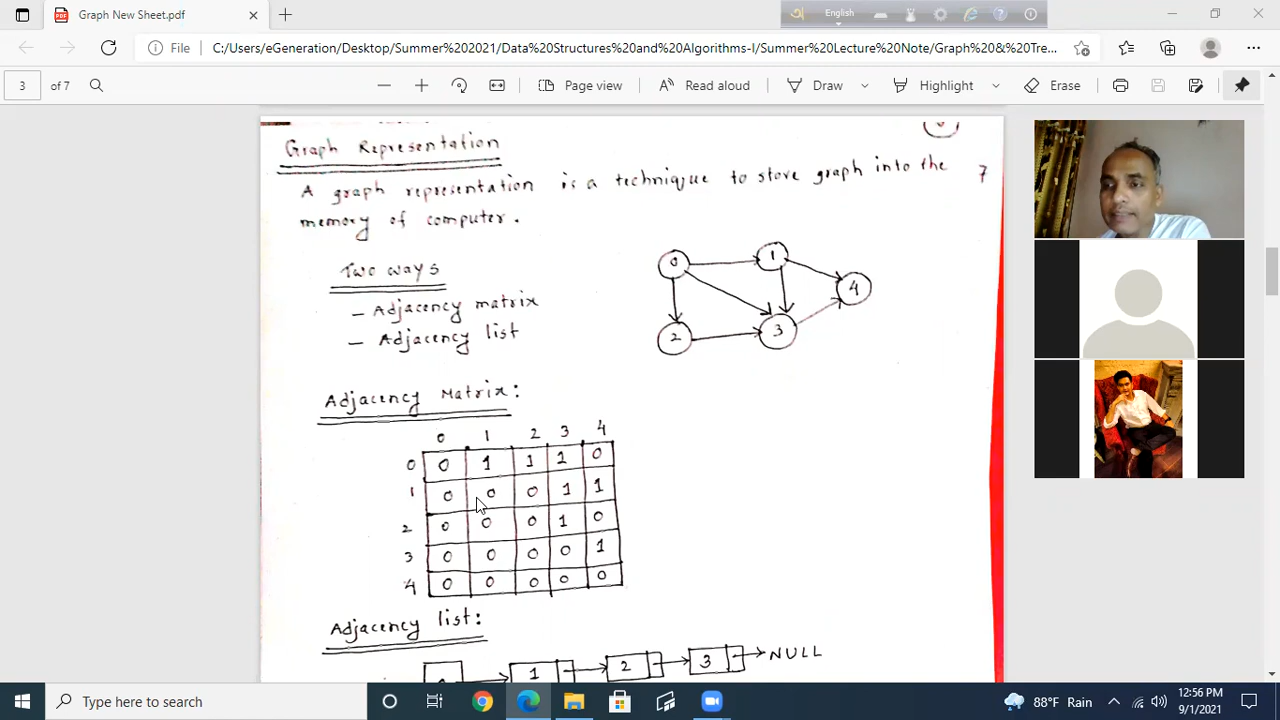 Graph New Sheet.pdf
English
File
C:/Users/eGeneration/Desktop/Summer%202021/Data%20Structures%20and%20Algorithms-I/Summer%20Lecture%20Note/Graph%20&%20Tre...
3 of 7
Page view
Read aloud
Draw
Highlight
Erase
Graph Representation
A graph representation is a technique to store graph into the 7
memory of computer.
Two ways
- Adjacency matrix
- Adjacency list
0 1
4
2 3
Adjacency Matrix:
0 1 2 3 4
0 0 1 1 1 0
1 0 0 0 1 1
2 0 0 0 1 0
3 0 0 0 0 1
4 0 0 0 0 0
Adjacency list:
1 2 3 NULL
Type here to search
88°F Rain
12:56 PM
9/1/2021